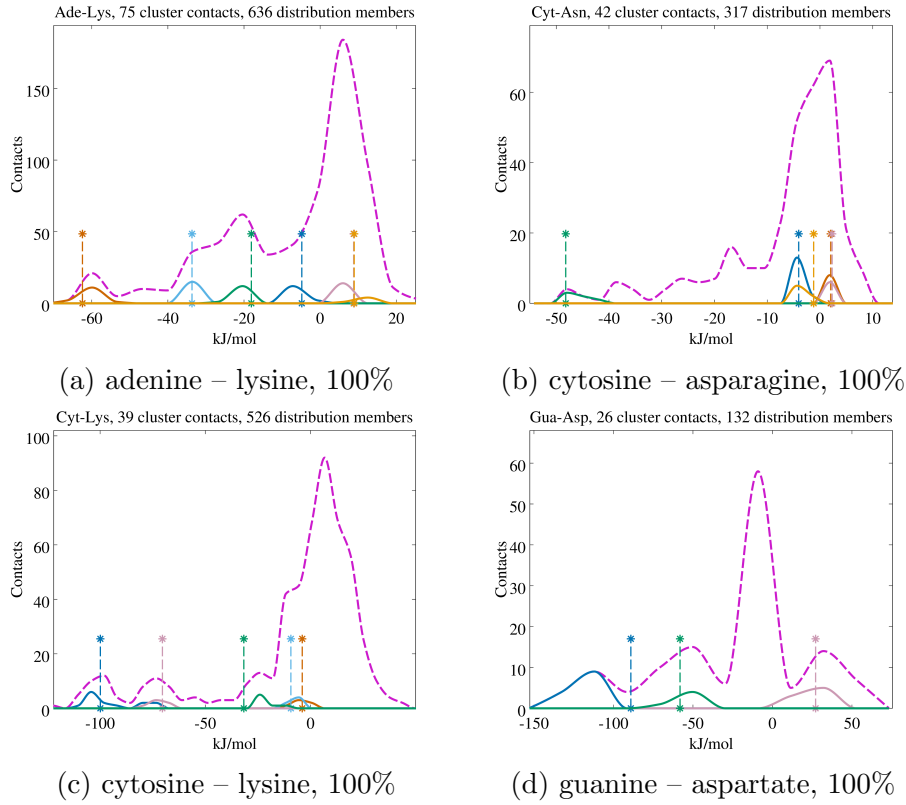 Ade-Lys, 75 cluster contacts, 636 distribution members
Contacts
150
100
50
0
-60 -40 -20 0 20
kJ/mol
(a) adenine – lysine, 100%
Cyt-Asn, 42 cluster contacts, 317 distribution members
Contacts
60
40
20
0
-50 -40 -30 -20 -10 0 10
kJ/mol
(b) cytosine – asparagine, 100%
Cyt-Lys, 39 cluster contacts, 526 distribution members
Contacts
100
80
60
40
20
0
-100 -50 0
kJ/mol
(c) cytosine – lysine, 100%
Gua-Asp, 26 cluster contacts, 132 distribution members
Contacts
60
50
40
30
20
10
0
-150 -100 -50 0 50
kJ/mol
(d) guanine – aspartate, 100%